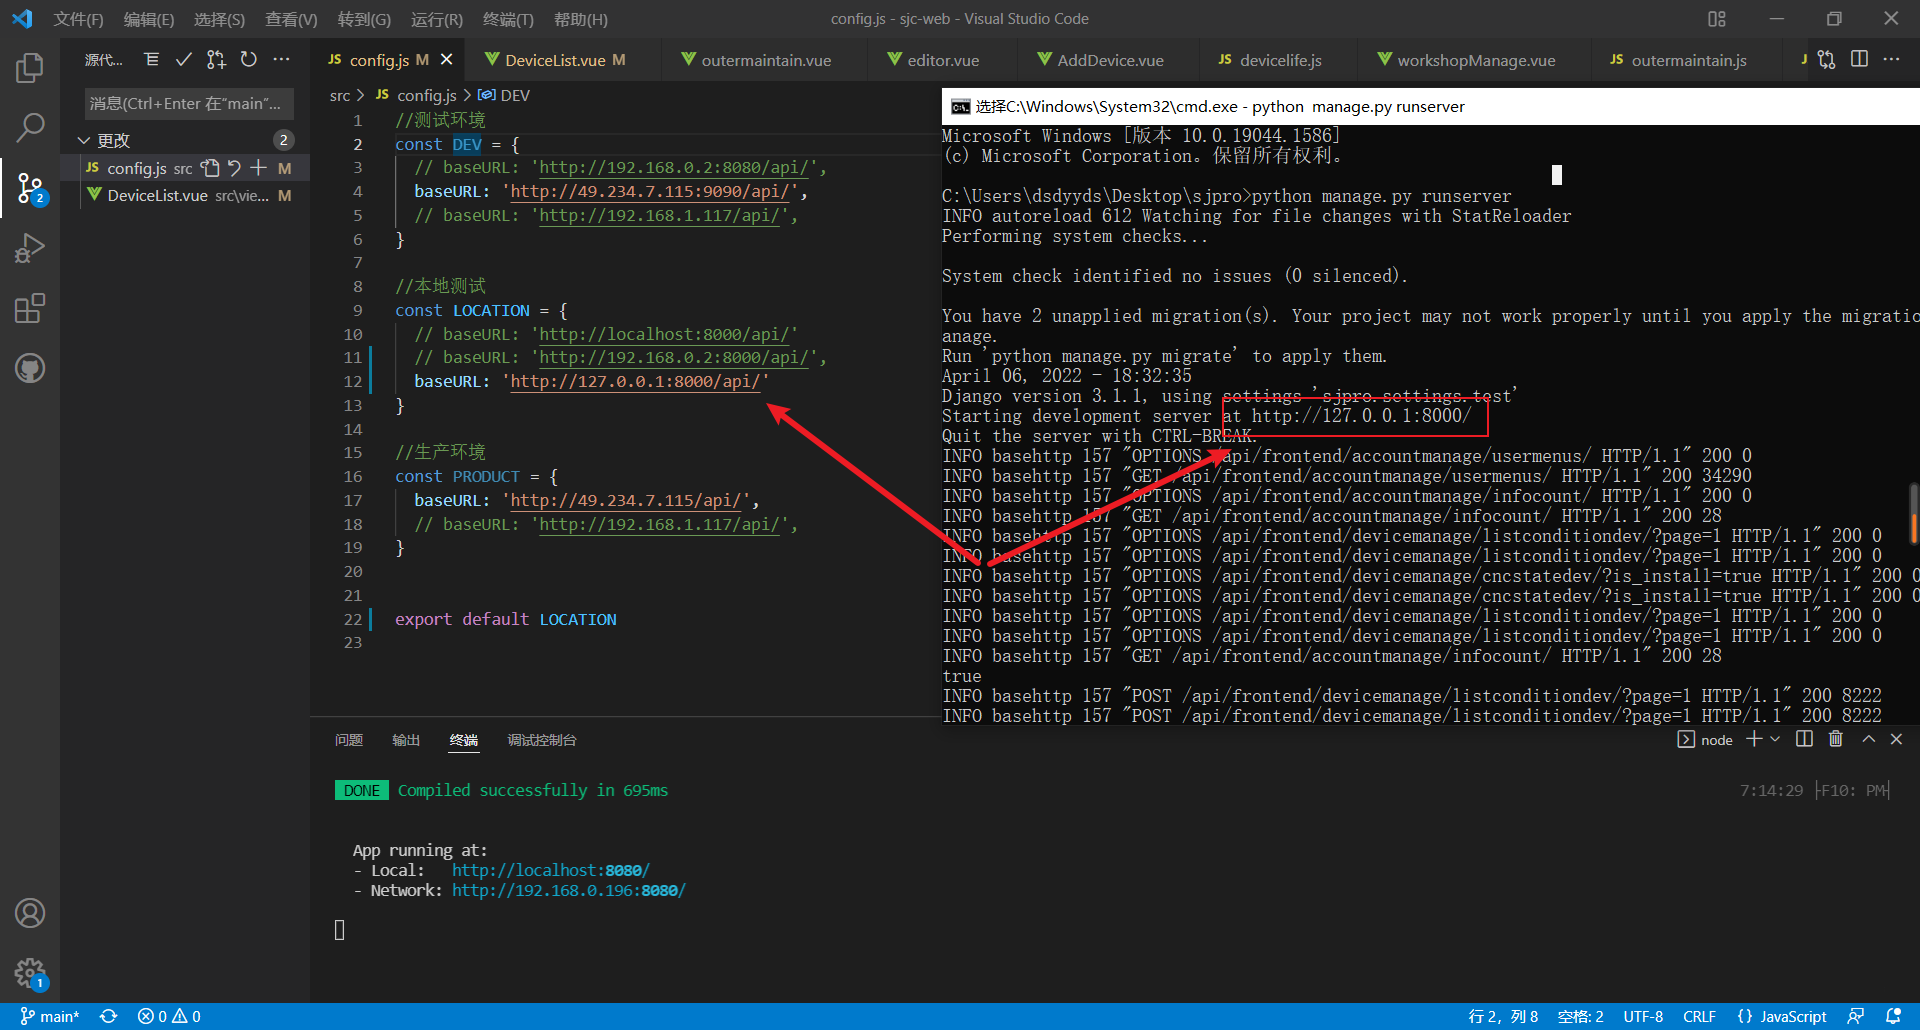 文件(F) 编辑(E) 选择(S) 查看(V) 转到(G) 运行(R) 终端(T) 帮助(H)
config.js - sjc-web - Visual Studio Code
源代...
JS config.js M
DeviceList.vue M
outermaintain.vue
editor.vue
AddDevice.vue
JS devicelife.js
workshopManage.vue
JS outermaintain.js
消息(Ctrl+Enter 在"main"...
更改 2
JS config.js src M
DeviceList.vue src\vie... M
src > JS config.js > DEV
1 //测试环境
2 const DEV = {
3 // baseURL: 'http://192.168.0.2:8080/api/',
4 baseURL: 'http://49.234.7.115:9090/api/',
5 // baseURL: 'http://192.168.1.117/api/',
6 }
7
8 //本地测试
9 const LOCATION = {
10 // baseURL: 'http://localhost:8000/api/'
11 // baseURL: 'http://192.168.0.2:8000/api/',
12 baseURL: 'http://127.0.0.1:8000/api/'
13 }
14
15 //生产环境
16 const PRODUCT = {
17 baseURL: 'http://49.234.7.115/api/',
18 // baseURL: 'http://192.168.1.117/api/',
19 }
20
21
22 export default LOCATION
23
选择C:\Windows\System32\cmd.exe - python manage.py runserver
Microsoft Windows [版本 10.0.19044.1586]
(c) Microsoft Corporation。保留所有权利。
C:\Users\dsdyyds\Desktop\sjpro>python manage.py runserver
INFO autoreload 612 Watching for file changes with StatReloader
Performing system checks...
System check identified no issues (0 silenced).
You have 2 unapplied migration(s). Your project may not work properly until you apply the migratio
anage.
Run 'python manage.py migrate' to apply them.
April 06, 2022 - 18:32:35
Django version 3.1.1, using settings 'sjpro.settings.test'
Starting development server at http://127.0.0.1:8000/
Quit the server with CTRL-BREAK.
INFO basehttp 157 "OPTIONS /api/frontend/accountmanage/usermenus/ HTTP/1.1" 200 0
INFO basehttp 157 "GET /api/frontend/accountmanage/usermenus/ HTTP/1.1" 200 34290
INFO basehttp 157 "OPTIONS /api/frontend/accountmanage/infocount/ HTTP/1.1" 200 0
INFO basehttp 157 "GET /api/frontend/accountmanage/infocount/ HTTP/1.1" 200 28
INFO basehttp 157 "OPTIONS /api/frontend/devicemanage/listconditiondev/?page=1 HTTP/1.1" 200 0
INFO basehttp 157 "OPTIONS /api/frontend/devicemanage/listconditiondev/?page=1 HTTP/1.1" 200 0
INFO basehttp 157 "OPTIONS /api/frontend/devicemanage/cncstatedev/?is_install=true HTTP/1.1" 200 0
INFO basehttp 157 "OPTIONS /api/frontend/devicemanage/cncstatedev/?is_install=true HTTP/1.1" 200 0
INFO basehttp 157 "OPTIONS /api/frontend/devicemanage/listconditiondev/?page=1 HTTP/1.1" 200 0
INFO basehttp 157 "OPTIONS /api/frontend/devicemanage/listconditiondev/?page=1 HTTP/1.1" 200 0
INFO basehttp 157 "GET /api/frontend/accountmanage/infocount/ HTTP/1.1" 200 28
true
INFO basehttp 157 "POST /api/frontend/devicemanage/listconditiondev/?page=1 HTTP/1.1" 200 8222
INFO basehttp 157 "POST /api/frontend/devicemanage/listconditiondev/?page=1 HTTP/1.1" 200 8222
问题 输出 终端 调试控制台
node
DONE Compiled successfully in 695ms
7:14:29 ├F10: PM┤
App running at:
- Local: http://localhost:8080/
- Network: http://192.168.0.196:8080/
2
1
main* 0 0
行 2，列 8 空格: 2 UTF-8 CRLF {} JavaScript